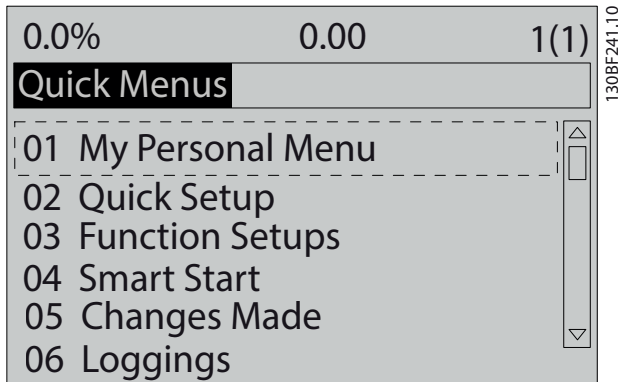 0.0% 0.00 1(1)
Quick Menus
01 My Personal Menu
02 Quick Setup
03 Function Setups
04 Smart Start
05 Changes Made
06 Loggings
130BF241.10